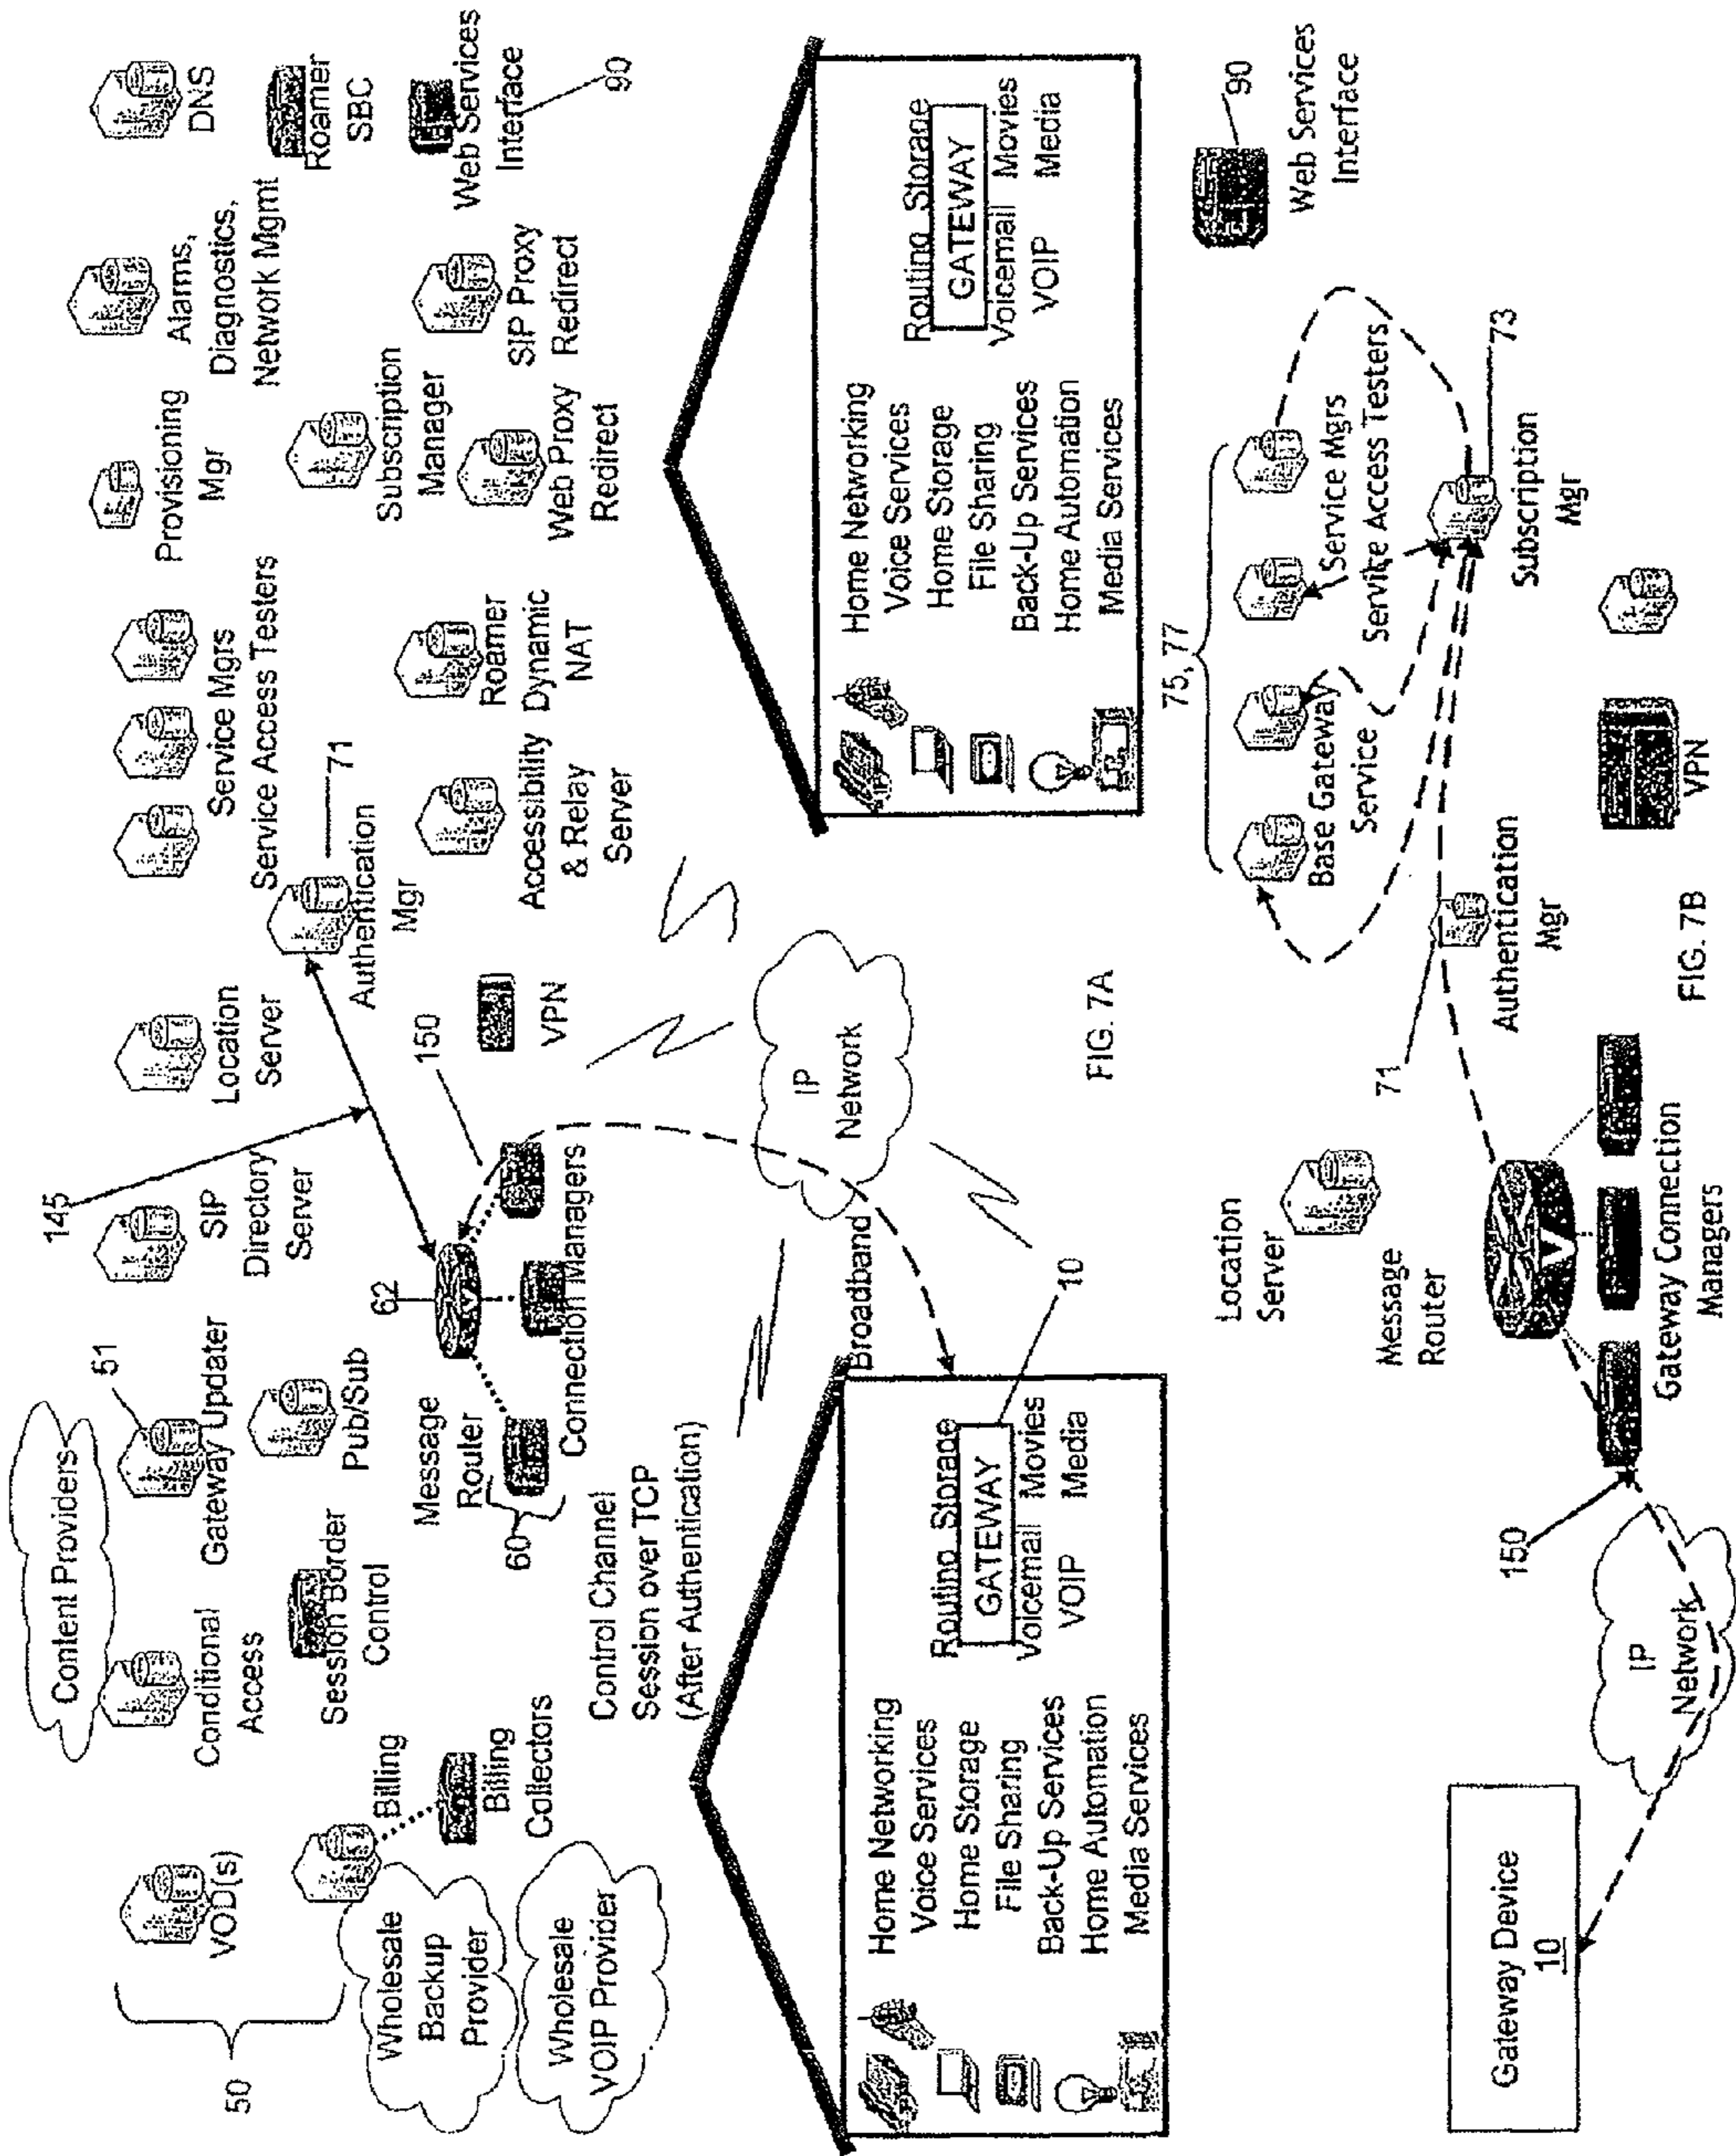 Content Providers
50
VOD(s)
Conditional
Access
51
Gateway Updater
145
SIP
Directory
Server
Location
Server
Service Mgrs
Service Access Testers
Provisioning
Mgr
Alarms,
Diagnostics,
Network Mgmt
DNS
Billing
Session Border
Control
Pub/Sub
71
Authentication
Mgr
Subscription
Manager
Roamer
SBC
Wholesale
Backup
Provider
Billing
Collectors
Message
Router
62
60
Connection Managers
150
VPN
Accessibility
& Relay
Server
Roamer
Dynamic
NAT
Web Proxy
Redirect
SIP Proxy
Redirect
Web Services
Interface
90
Wholesale
VOIP Provider
Control Channel
Session over TCP
(After Authentication)
Broadband
IP
Network
Home Networking
Voice Services
Home Storage
File Sharing
Back-Up Services
Home Automation
Media Services
Routing Storage
GATEWAY
Voicemail Movies
VOIP Media
10
Home Networking
Voice Services
Home Storage
File Sharing
Back-Up Services
Home Automation
Media Services
Routing Storage
GATEWAY
Voicemail Movies
VOIP Media
FIG. 7A
Location
Server
75, 77
Base Gateway
Service
Service Mgrs
Service Access Testers
Web Services
Interface
90
Message
Router
71
Authentication
Mgr
Subscription
Mgr
73
Gateway Device
10
IP
Network
150
Gateway Connection
Managers
VPN
FIG. 7B